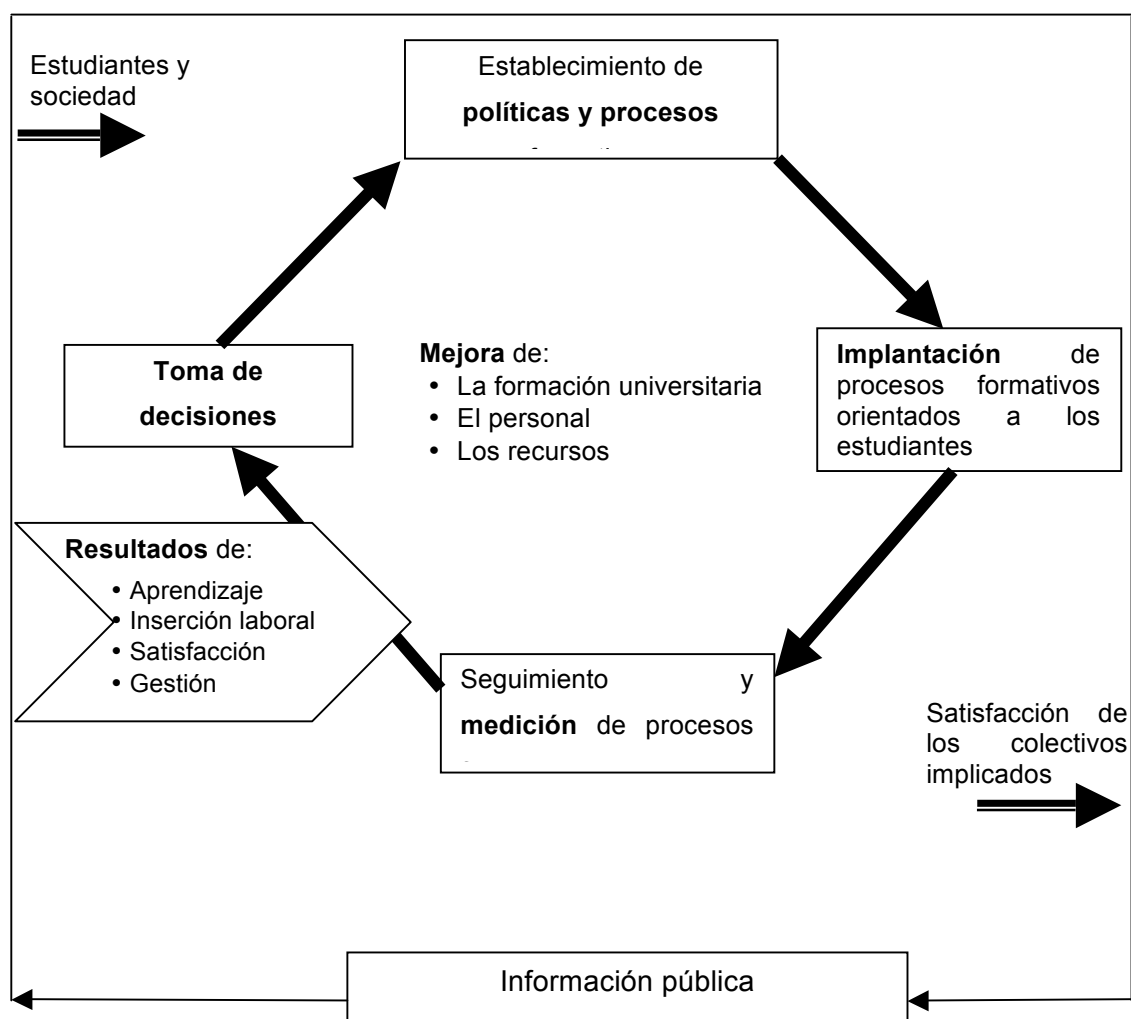 Estudiantes y
sociedad
Establecimiento de
políticas y procesos
Toma de
decisiones
Mejora de:
• La formación universitaria
• El personal
• Los recursos
Implantación de
procesos formativos
orientados a los
estudiantes
Resultados de:
• Aprendizaje
• Inserción laboral
• Satisfacción
• Gestión
Seguimiento y
medición de procesos
Satisfacción de
los colectivos
implicados
Información pública